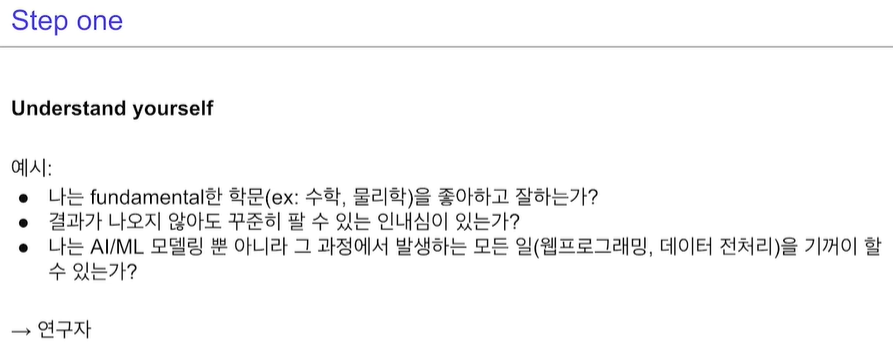 Step one
Understand yourself
예시:
● 나는 fundamental한 학문(ex: 수학, 물리학)을 좋아하고 잘하는가?
● 결과가 나오지 않아도 꾸준히 팔 수 있는 인내심이 있는가?
● 나는 AI/ML 모델링 뿐 아니라 그 과정에서 발생하는 모든 일(웹프로그래밍, 데이터 전처리)을 기꺼이 할
수 있는가?
→ 연구자